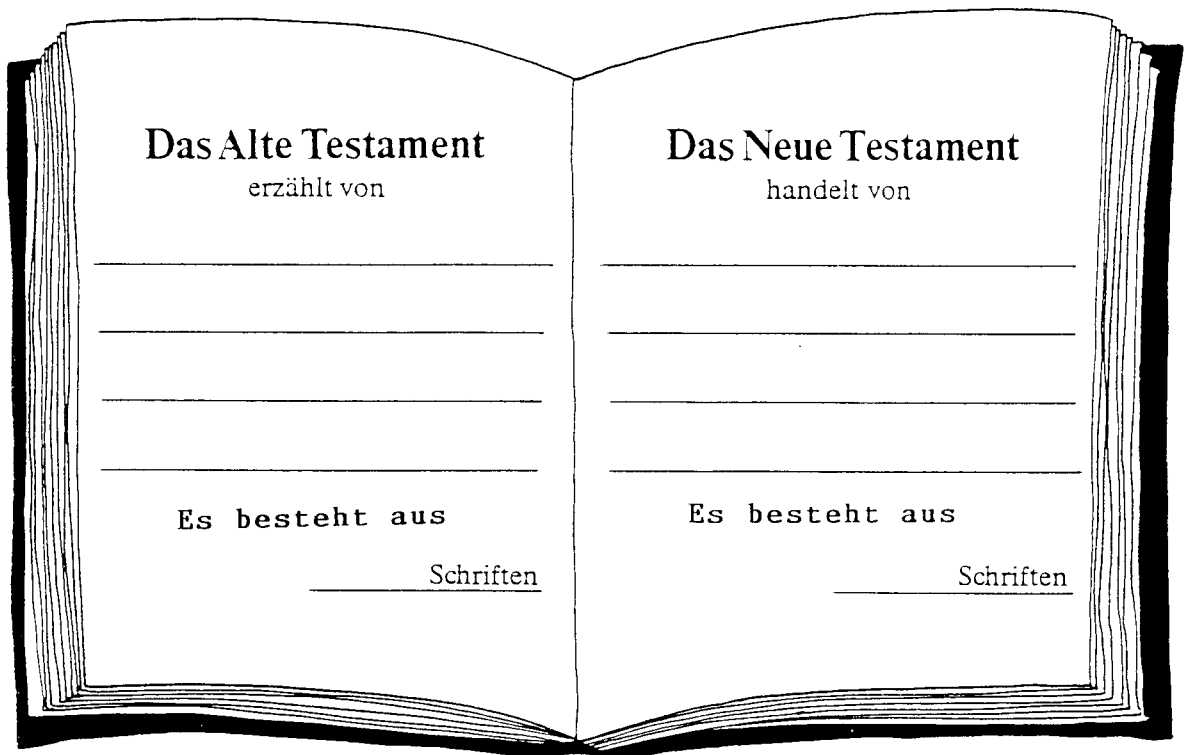 Das Alte Testament
erzählt von
Es besteht aus
Schriften
Das Neue Testament
handelt von
Es besteht aus
Schriften